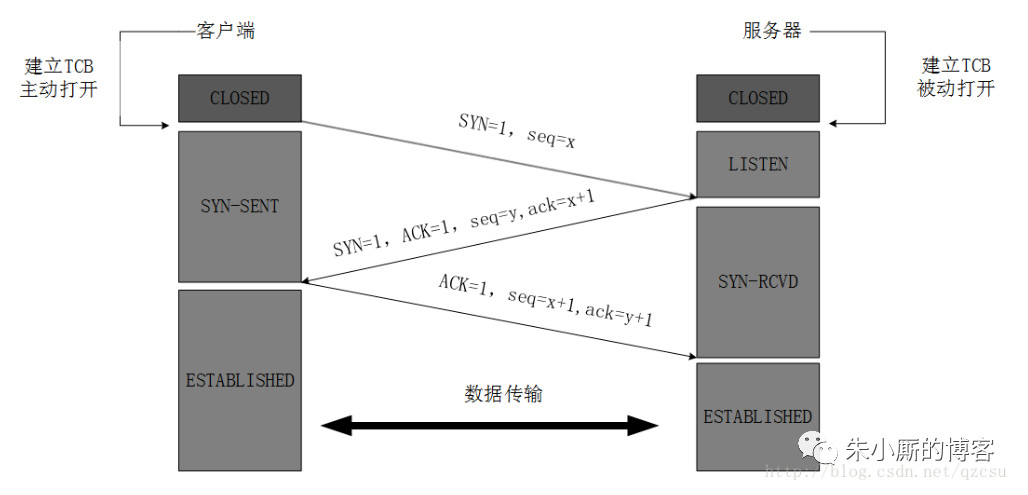 客户端
服务器
建立TCB
主动打开
建立TCB
被动打开
CLOSED
CLOSED
SYN=1, seq=x
LISTEN
SYN-SENT
SYN=1, ACK=1, seq=y,ack=x+1
ACK=1, seq=x+1,ack=y+1
SYN-RCVD
ESTABLISHED
数据传输
ESTABLISHED
朱小厮的博客
http://blog.csdn.net/qzcsu